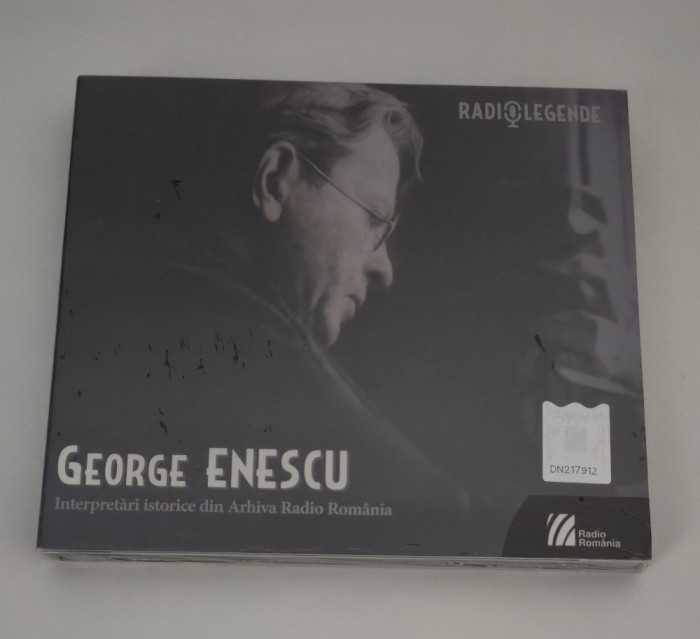 RADIOLEGENDE
GEORGE ENESCU
Interpretări istorice din Arhiva Radio România
DN217912
Radio
România